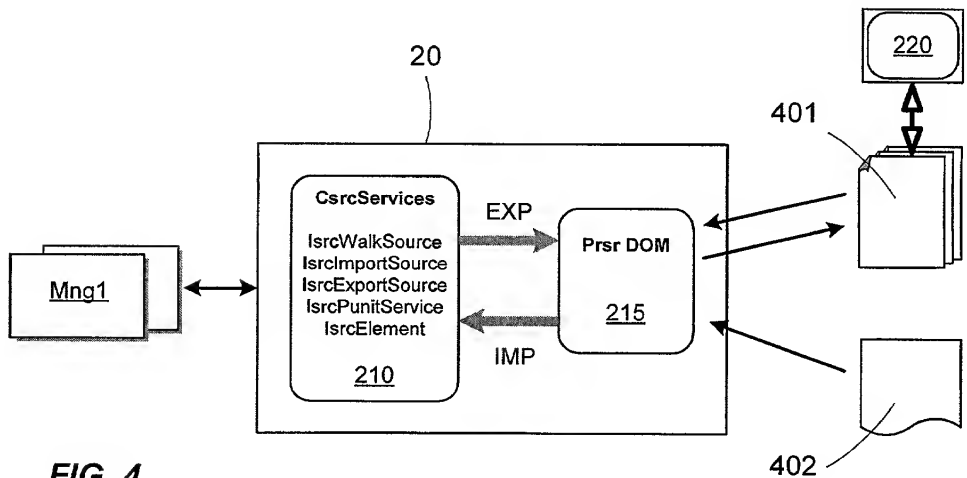 220
20
401
CsrcServices
IsrcWalkSource
IsrcImportSource
IsrcExportSource
IsrcPunitService
IsrcElement
210
EXP
IMP
Prsr DOM
215
Mng1
402
FIG. 4